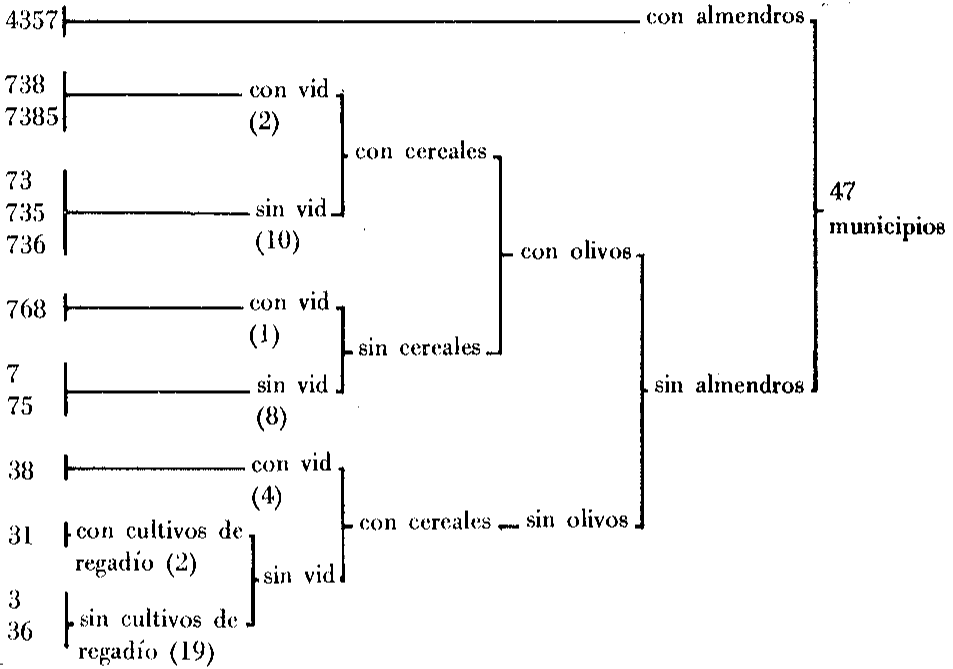 4357 con almendros
738 con vid
7385 (2)
con cereales
73
735 sin vid
736 (10)
47
municipios
con olivos
768 con vid
(1)
sin cereales
7
75 sin vid
(8)
sin almendros
38 con vid
(4)
con cereales sin olivos
31 con cultivos de
regadío (2)
sin vid
3
36 sin cultivos de
regadío (19)